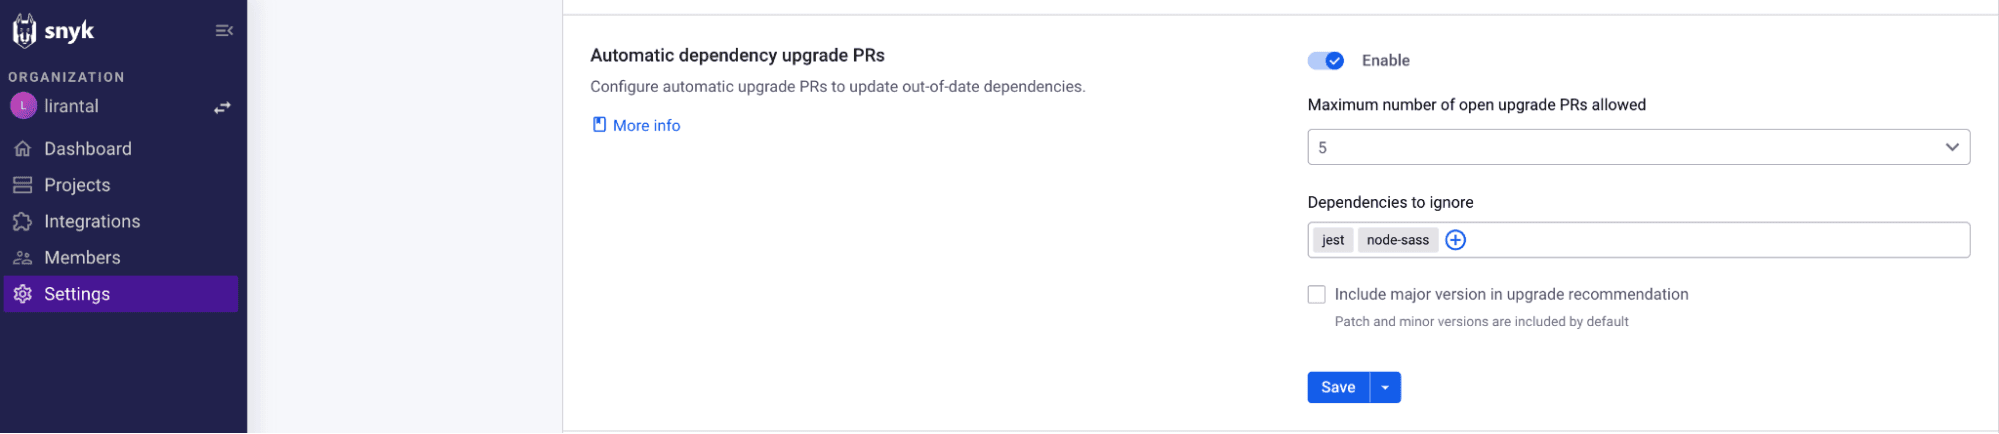 snyk
ORGANIZATION
L lirantal
Dashboard
Projects
Integrations
Members
Settings
Automatic dependency upgrade PRs
Configure automatic upgrade PRs to update out-of-date dependencies.
More info
Enable
Maximum number of open upgrade PRs allowed
5
Dependencies to ignore
jest node-sass
Include major version in upgrade recommendation
Patch and minor versions are included by default
Save